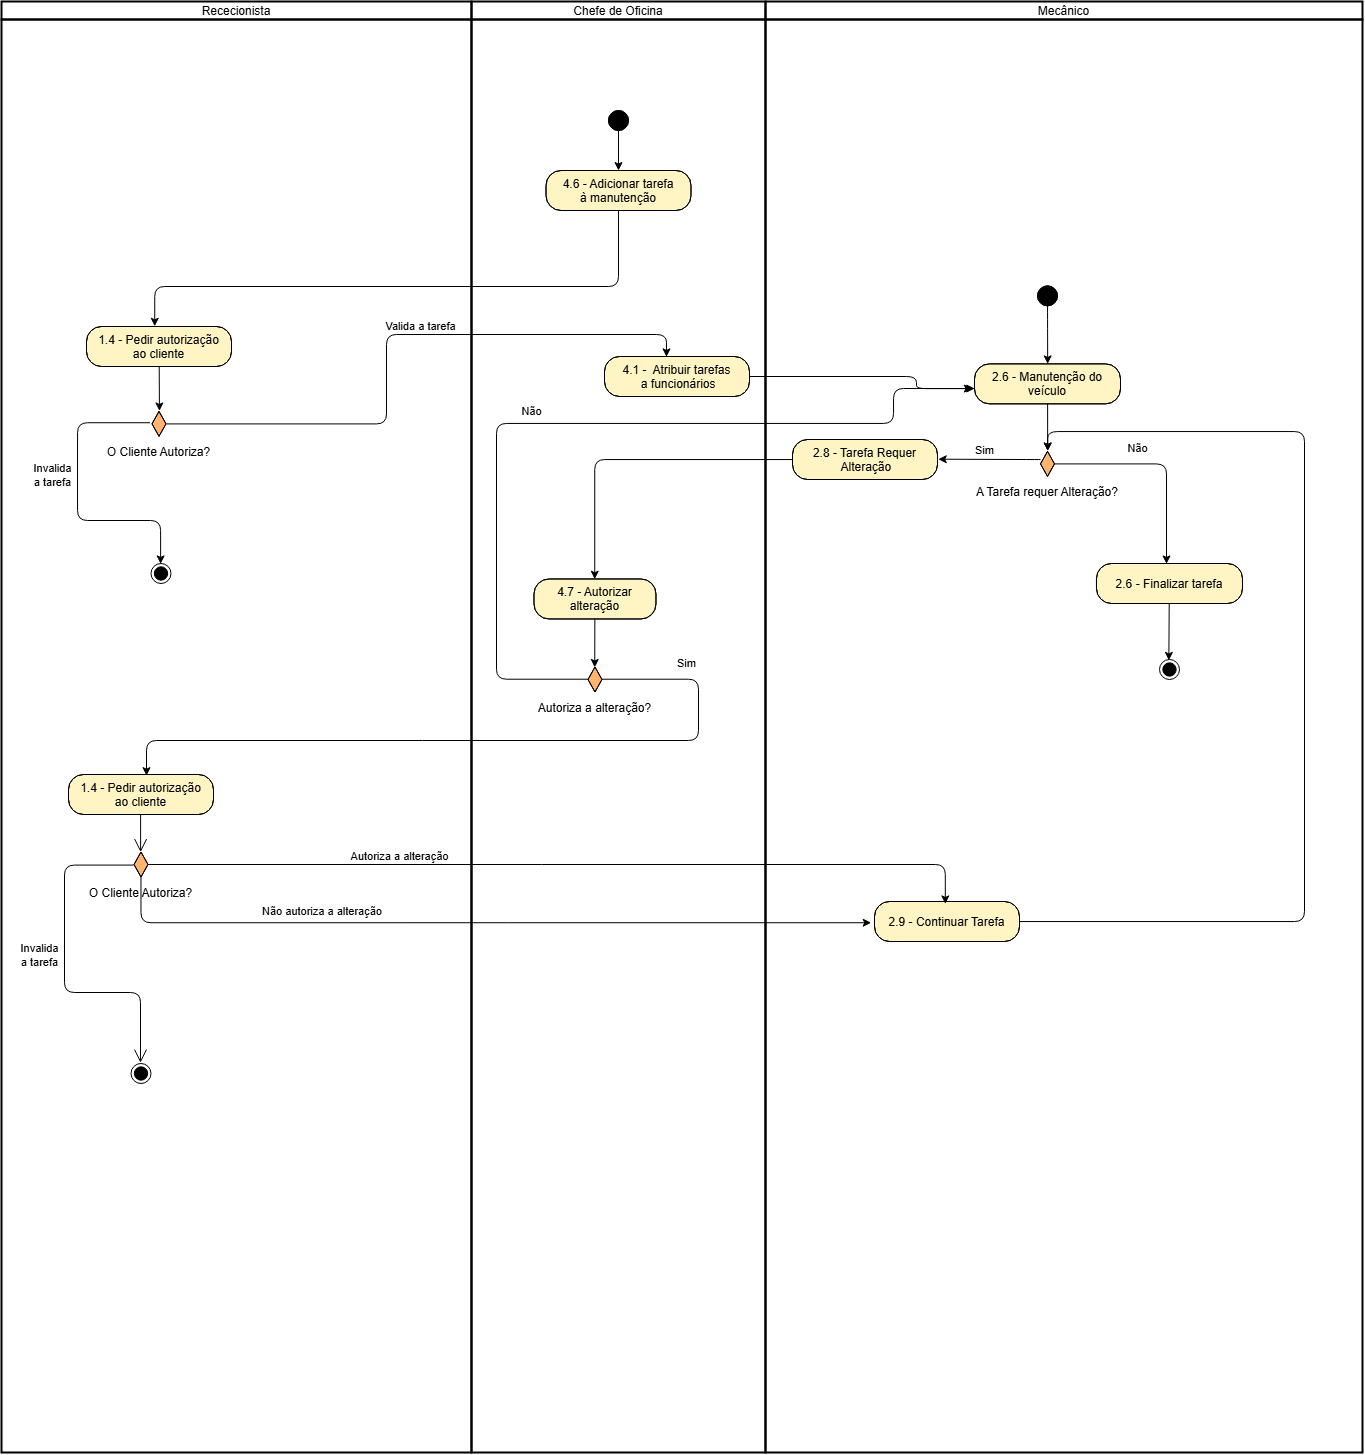 Rececionista
Chefe de Oficina
Mecânico
4.6 - Adicionar tarefa
à manutenção
1.4 - Pedir autorização
ao cliente
Valida a tarefa
4.1 - Atribuir tarefas
a funcionários
2.6 - Manutenção do
veículo
Não
O Cliente Autoriza?
Invalida
a tarefa
2.8 - Tarefa Requer
Alteração
Sim
Não
A Tarefa requer Alteração?
4.7 - Autorizar
alteração
2.6 - Finalizar tarefa
Sim
Autoriza a alteração?
1.4 - Pedir autorização
ao cliente
Autoriza a alteração
O Cliente Autoriza?
Não autoriza a alteração
2.9 - Continuar Tarefa
Invalida
a tarefa